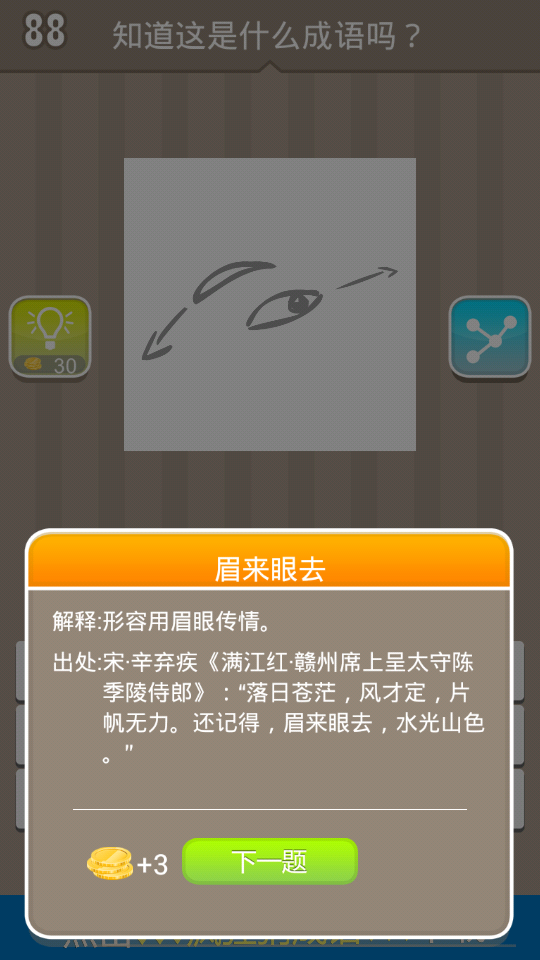 88
知道这是什么成语吗？
30
眉来眼去
解释:形容用眉眼传情。
出处:宋·辛弃疾《满江红·赣州席上呈太守陈
季陵侍郎》：“落日苍茫，风才定，片
帆无力。还记得，眉来眼去，水光山色
。”
+3
下一题